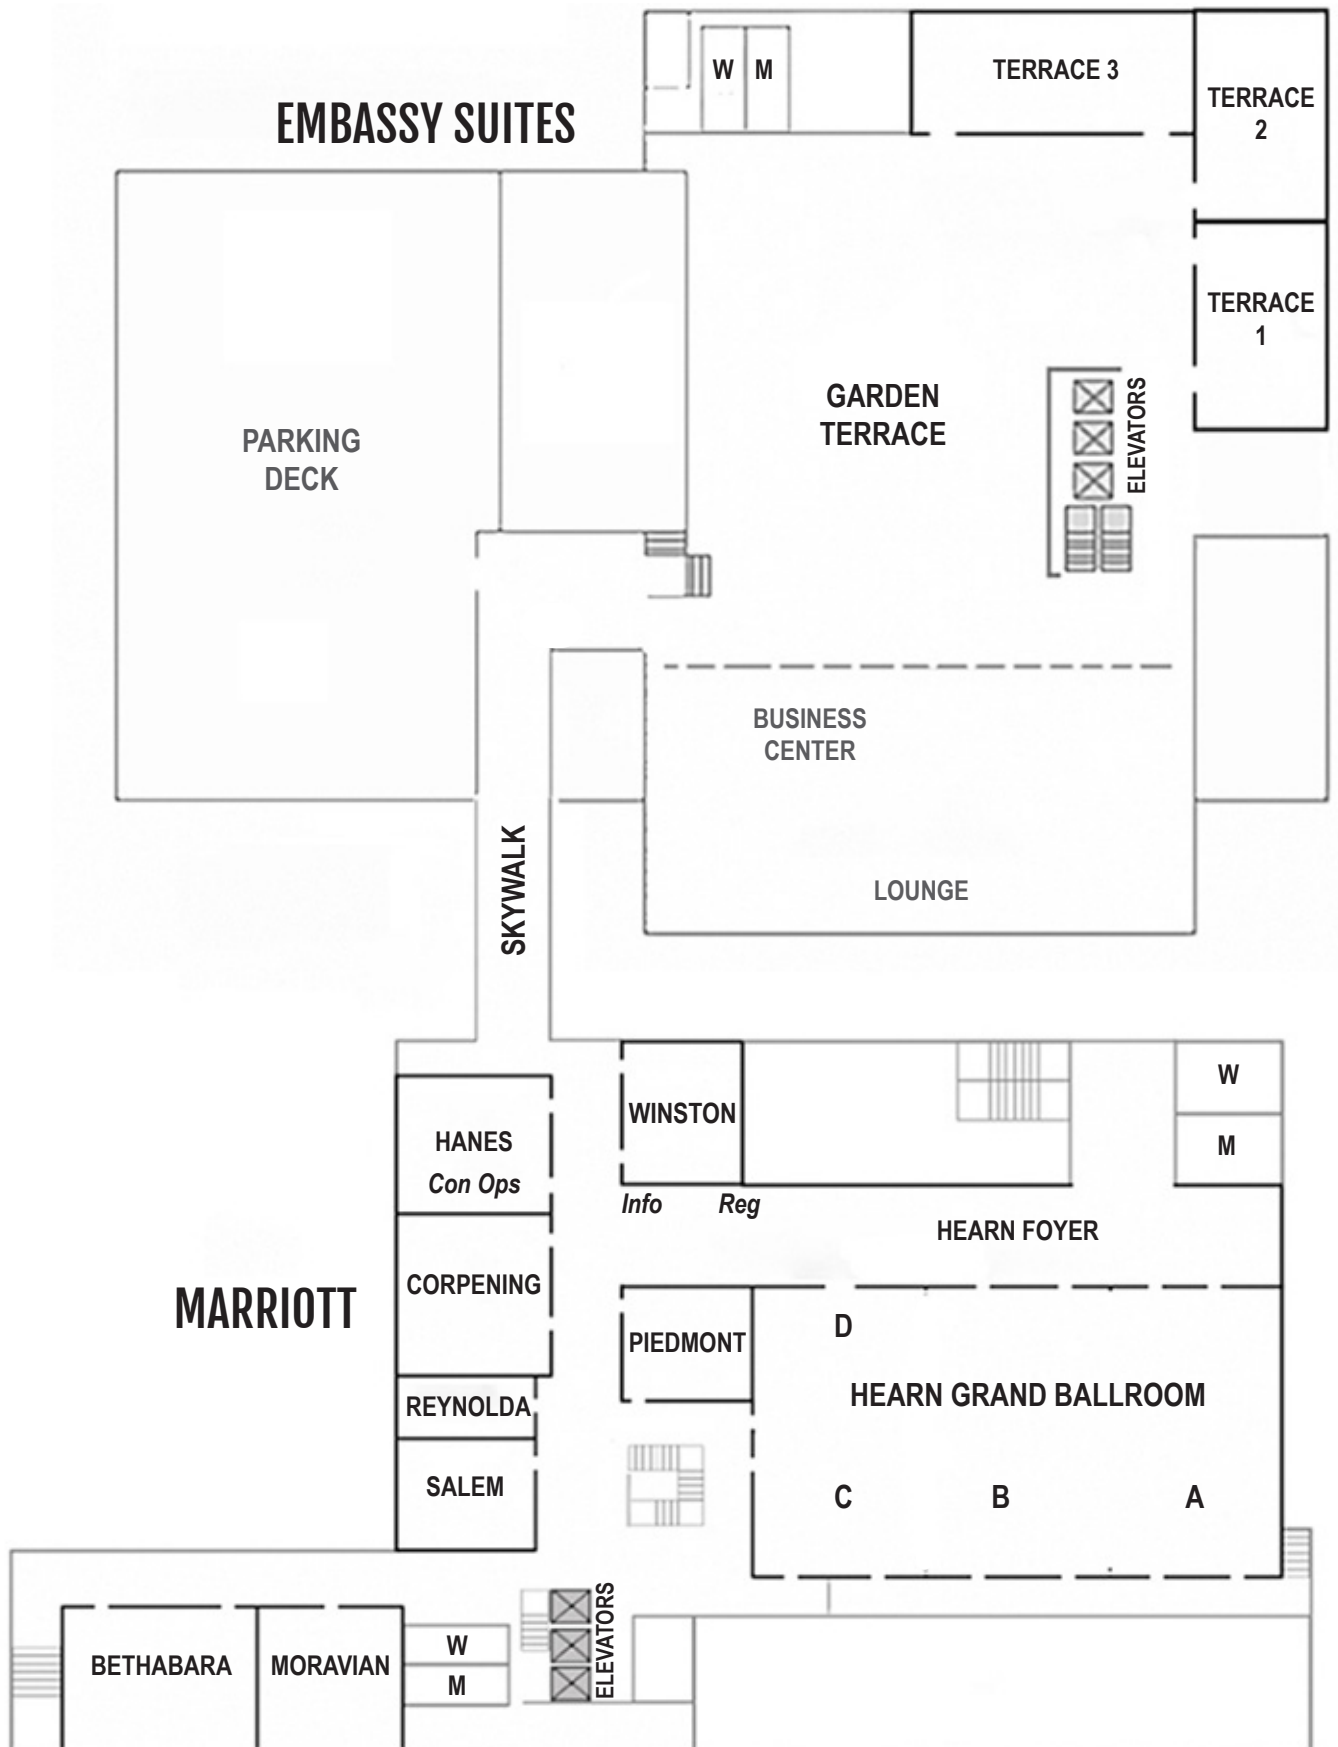 W M
TERRACE 3
TERRACE
2
EMBASSY SUITES
TERRACE
1
GARDEN
TERRACE
ELEVATORS
PARKING
DECK
BUSINESS
CENTER
SKYWALK
LOUNGE
W
M
WINSTON
HANES
Con Ops
Info Reg
HEARN FOYER
CORPENING
MARRIOTT
D
PIEDMONT
HEARN GRAND BALLROOM
REYNOLDA
SALEM
C B A
ELEVATORS
W
M
BETHABARA MORAVIAN